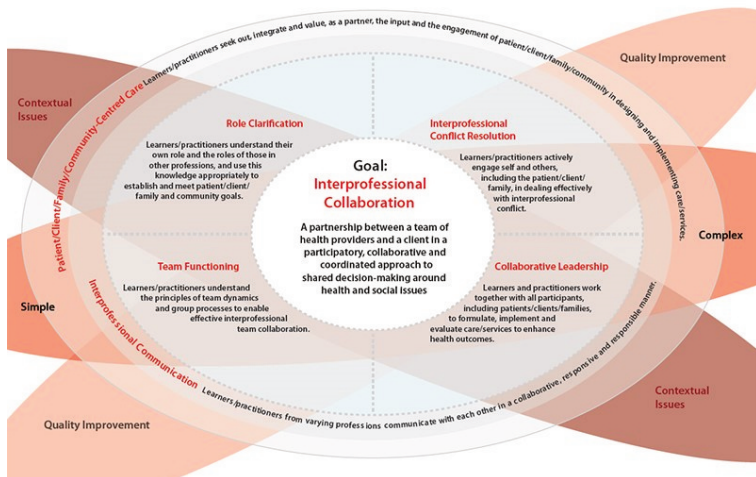 Patient/Client/Family/Community-Centred Care Learners/practitioners seek out, integrate and value, as a partner, the input and the engagement of patient/client/family/community in designing and implementing care/services.
Quality Improvement
Contextual
Issues
Role Clarification
Learners/practitioners understand their
own role and the roles of those in
other professions, and use this
knowledge appropriately to
establish and meet patient/client/
family and community goals.
Interprofessional
Conflict Resolution
Learners/practitioners actively
engage self and others,
including the patient/client/
family, in dealing effectively
with interprofessional
conflict.
Goal:
Interprofessional
Collaboration
A partnership between a team of
health providers and a client in a
participatory, collaborative and
coordinated approach to
shared decision-making around
health and social issues
Complex
Simple
Team Functioning
Learners/practitioners understand
the principles of team dynamics
and group processes to enable
effective interprofessional
team collaboration.
Collaborative Leadership
Learners and practitioners work
together with all participants,
including patients/clients/families,
to formulate, implement and
evaluate care/services to enhance
health outcomes.
Interprofessional Communication Learners/practitioners from varying professions communicate with each other in a collaborative, responsive and responsible manner.
Contextual
Issues
Quality Improvement